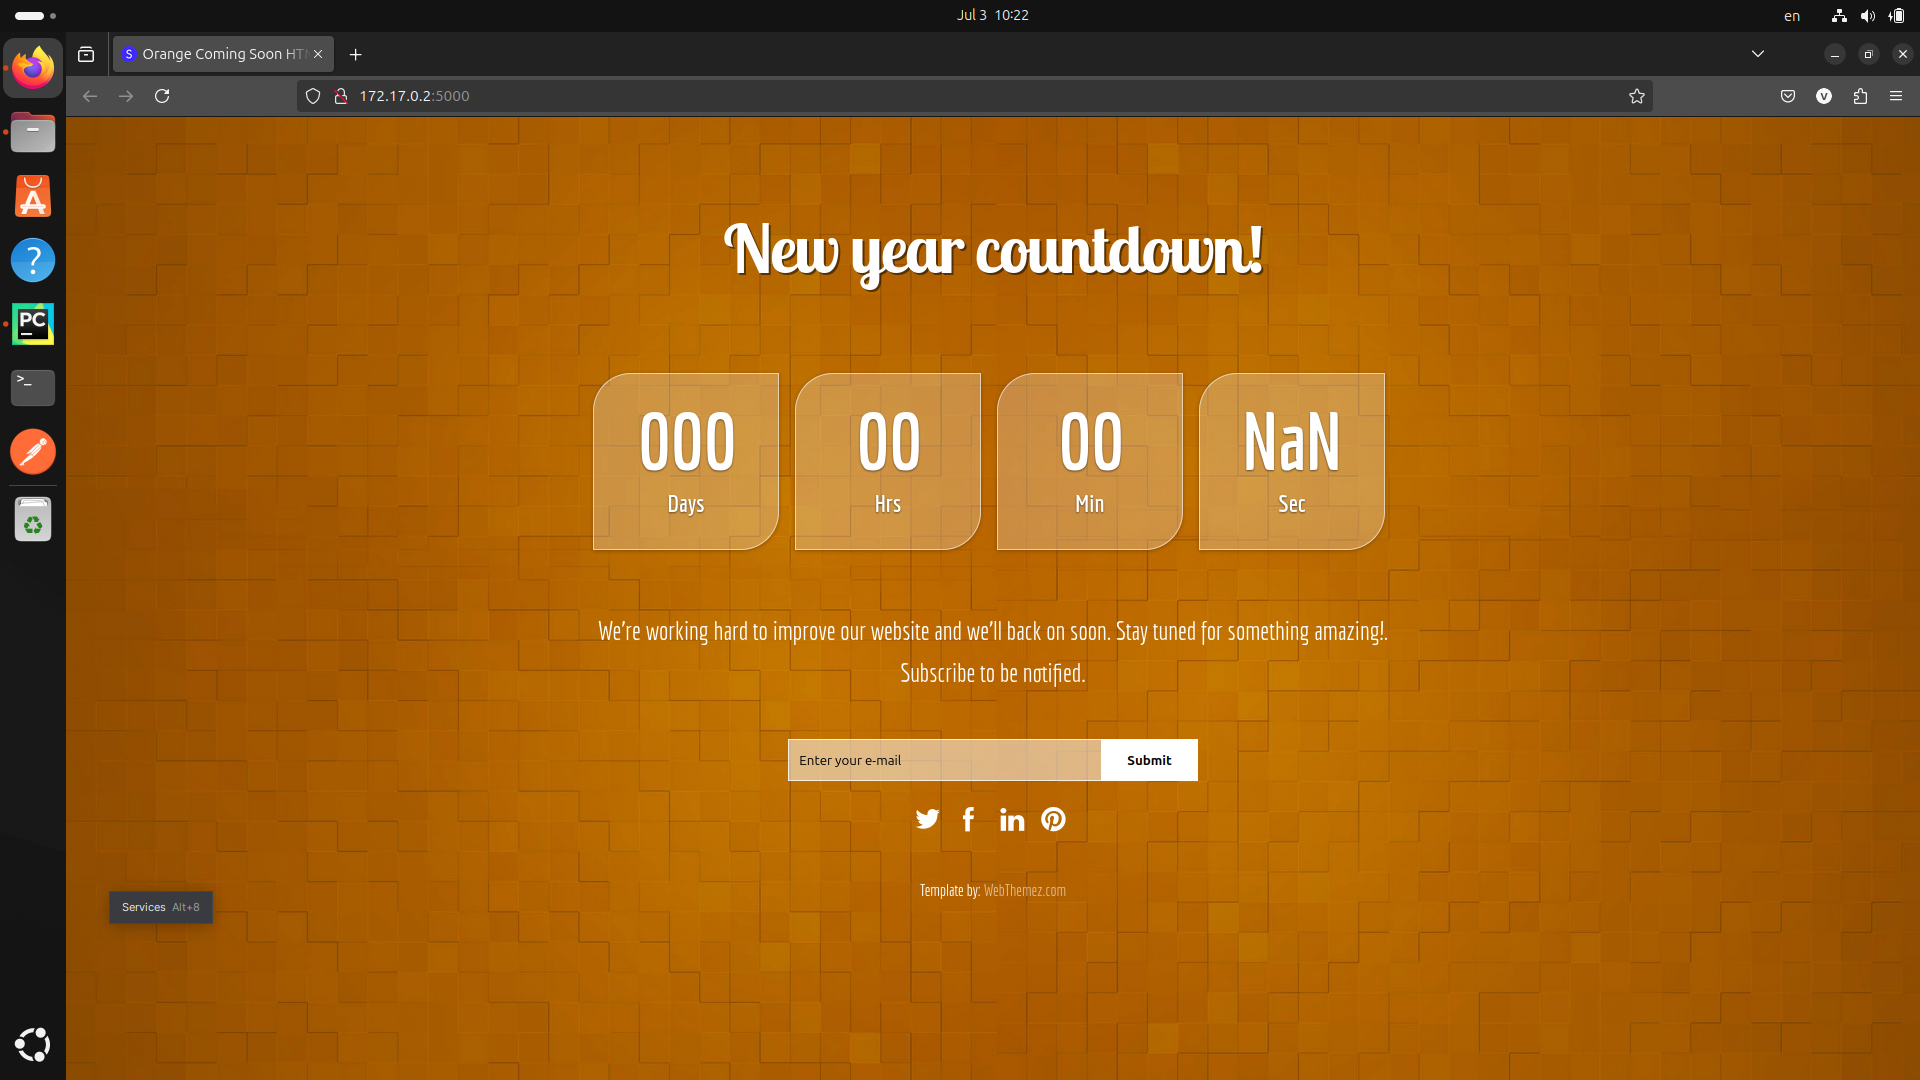 Jul 3 10:22
en
Orange Coming Soon HT
172.17.0.2:5000
New year countdown!
000
00
00
NaN
Days
Hrs
Min
Sec
We're working hard to improve our website and we'll back on soon. Stay tuned for something amazing!.
Subscribe to be notified.
Enter your e-mail
Submit
Template by: WebThemez.com
Services Alt+8
PC